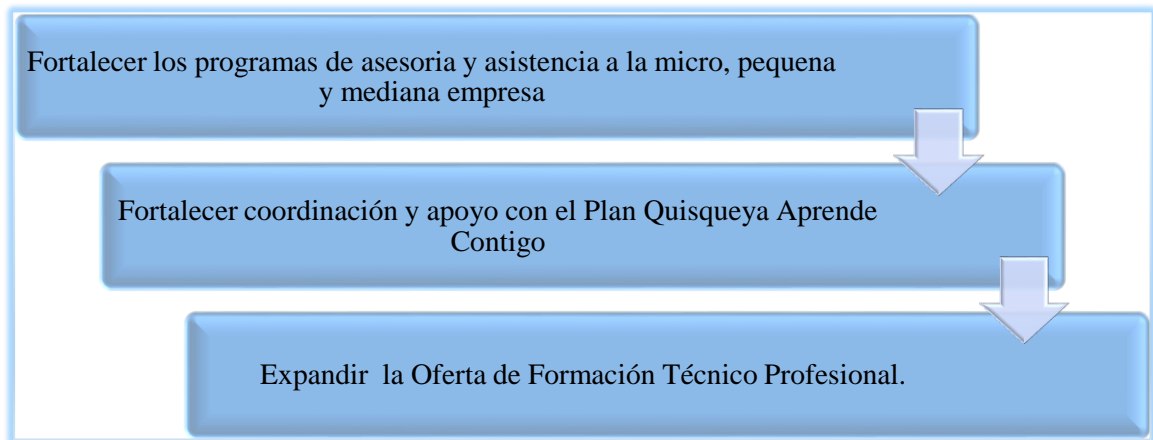 Fortalecer los programas de asesoria y asistencia a la micro, pequena
y mediana empresa
Fortalecer coordinación y apoyo con el Plan Quisqueya Aprende
Contigo
Expandir la Oferta de Formación Técnico Profesional.